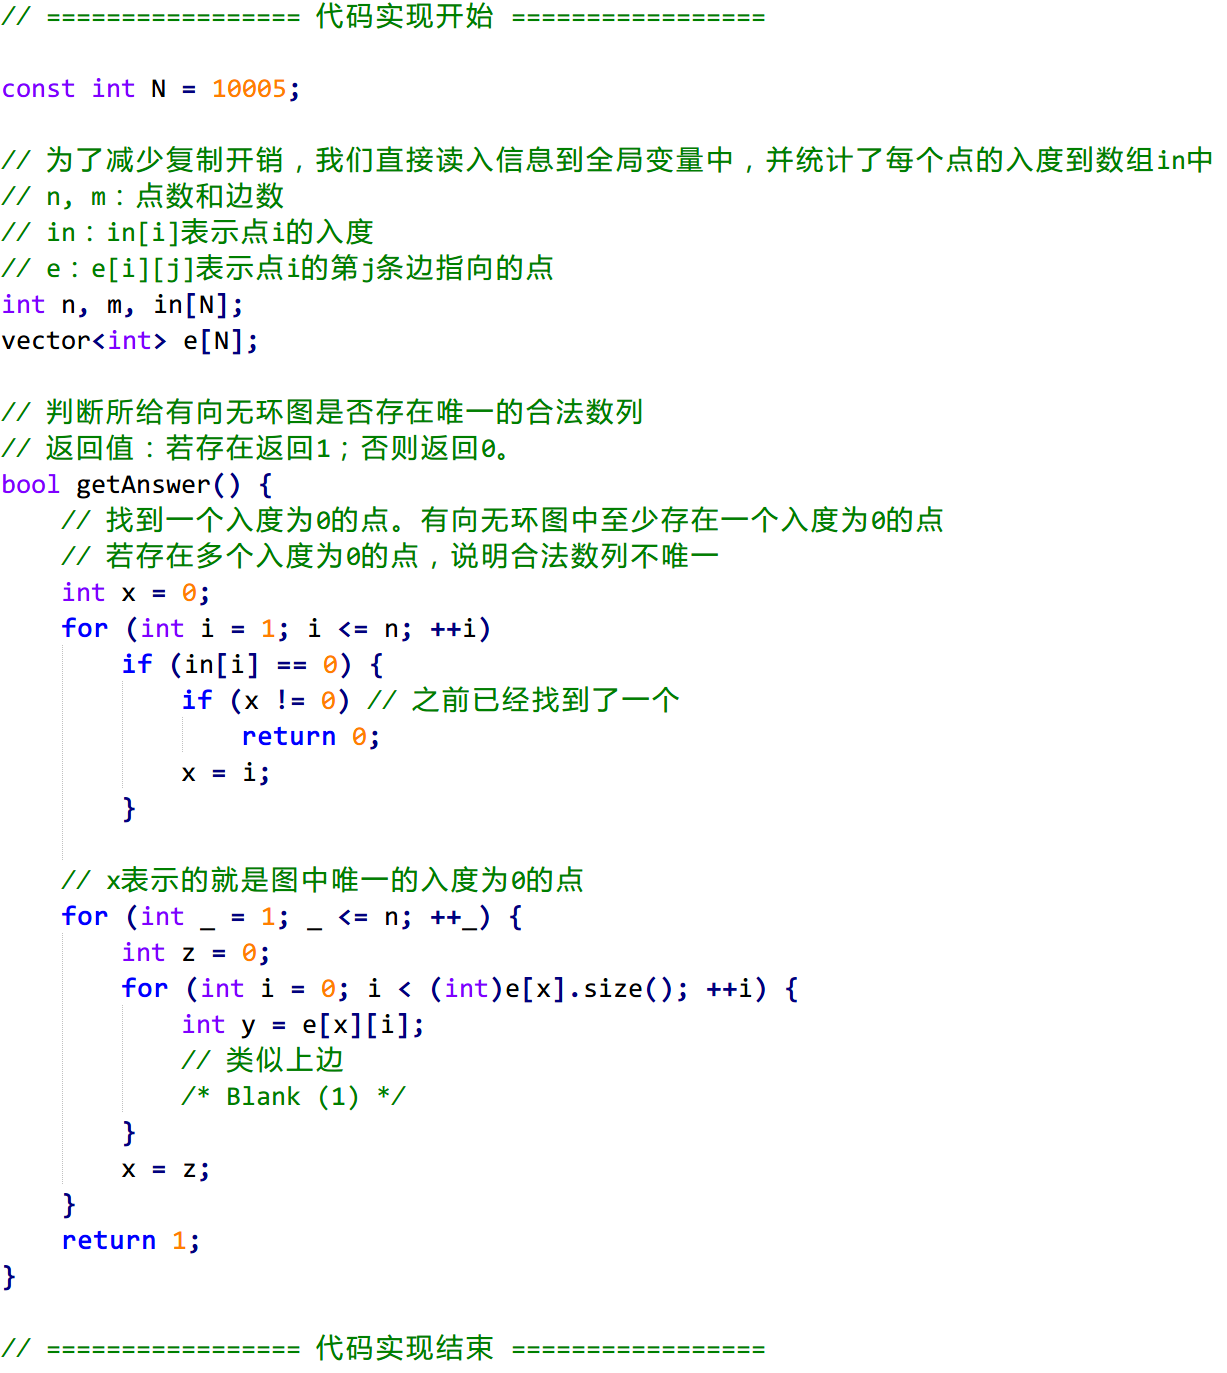 // ================= 代码实现开始 =================
const int N = 10005;
// 为了减少复制开销，我们直接读入信息到全局变量中，并统计了每个点的入度到数组in中
// n, m：点数和边数
// in：in[i]表示点i的入度
// e：e[i][j]表示点i的第j条边指向的点
int n, m, in[N];
vector<int> e[N];
// 判断所给有向无环图是否存在唯一的合法数列
// 返回值：若存在返回1；否则返回0。
bool getAnswer() {
    // 找到一个入度为0的点。有向无环图中至少存在一个入度为0的点
    // 若存在多个入度为0的点，说明合法数列不唯一
    int x = 0;
    for (int i = 1; i <= n; ++i)
        if (in[i] == 0) {
            if (x != 0) // 之前已经找到了一个
                return 0;
            x = i;
        }
    // x表示的就是图中唯一的入度为0的点
    for (int _ = 1; _ <= n; ++_) {
        int z = 0;
        for (int i = 0; i < (int)e[x].size(); ++i) {
            int y = e[x][i];
            // 类似上边
            /* Blank (1) */
        }
        x = z;
    }
    return 1;
}
// ================= 代码实现结束 =================